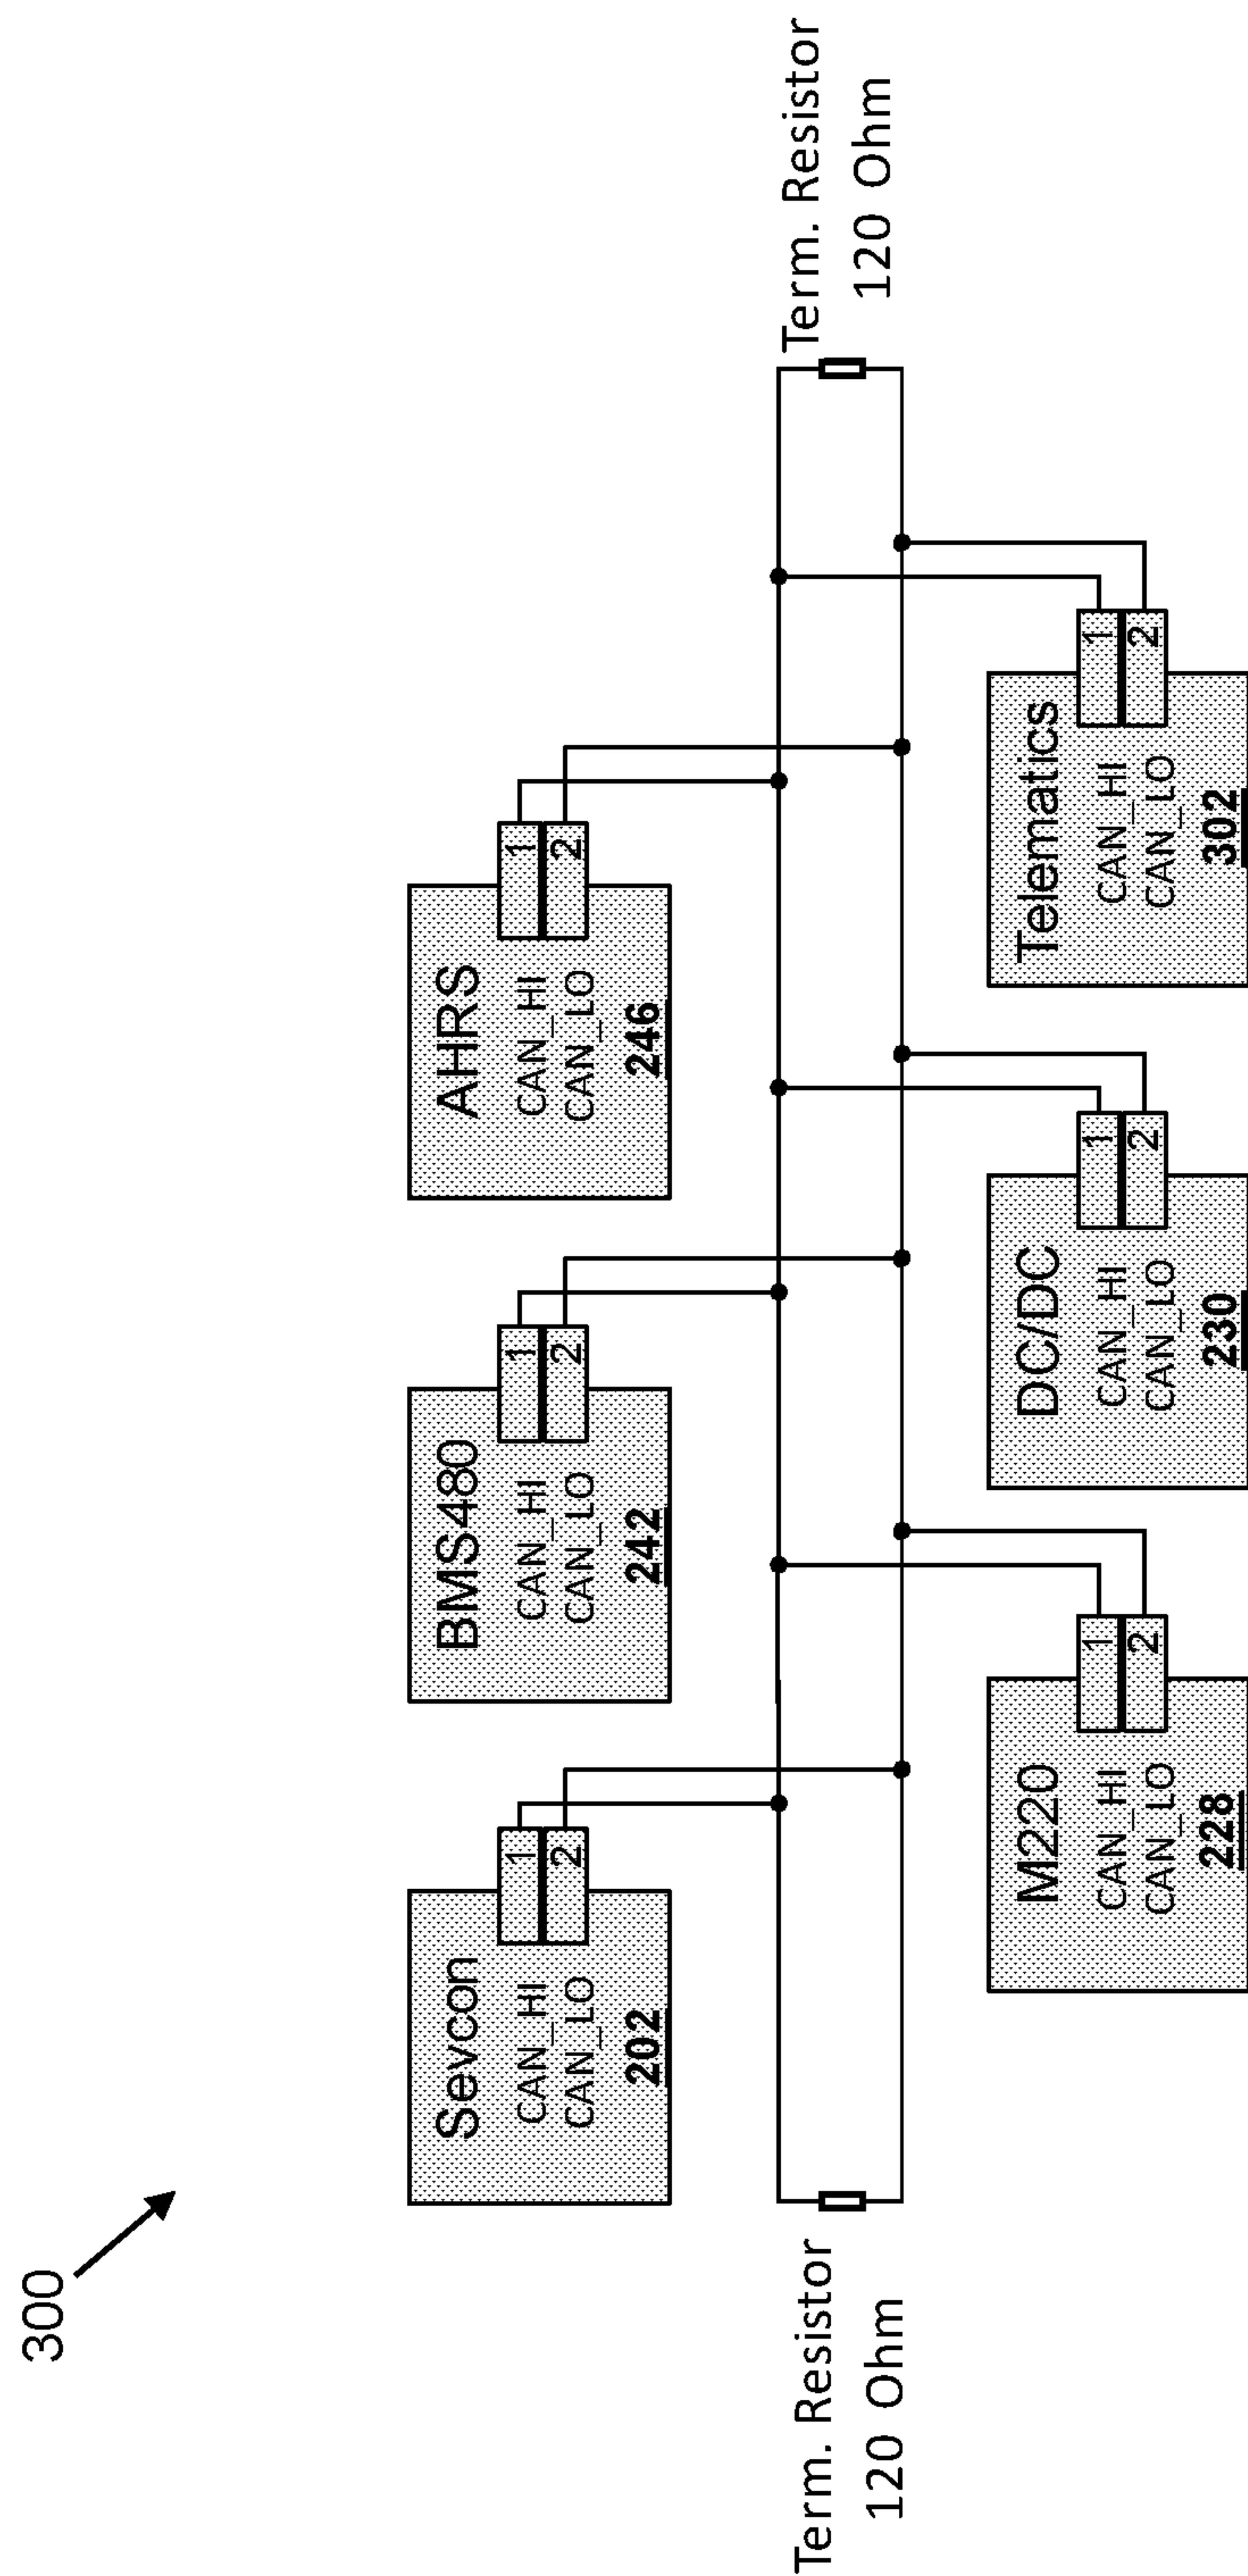 300
Sevcon
CAN_HI
CAN_LO
202
1
2
BMS480
CAN_HI
CAN_LO
242
1
2
AHRS
CAN_HI
CAN_LO
246
1
2
Term. Resistor
120 Ohm
Term. Resistor
120 Ohm
M220
CAN_HI
CAN_LO
228
1
2
DC/DC
CAN_HI
CAN_LO
230
1
2
Telematics
CAN_HI
CAN_LO
302
1
2